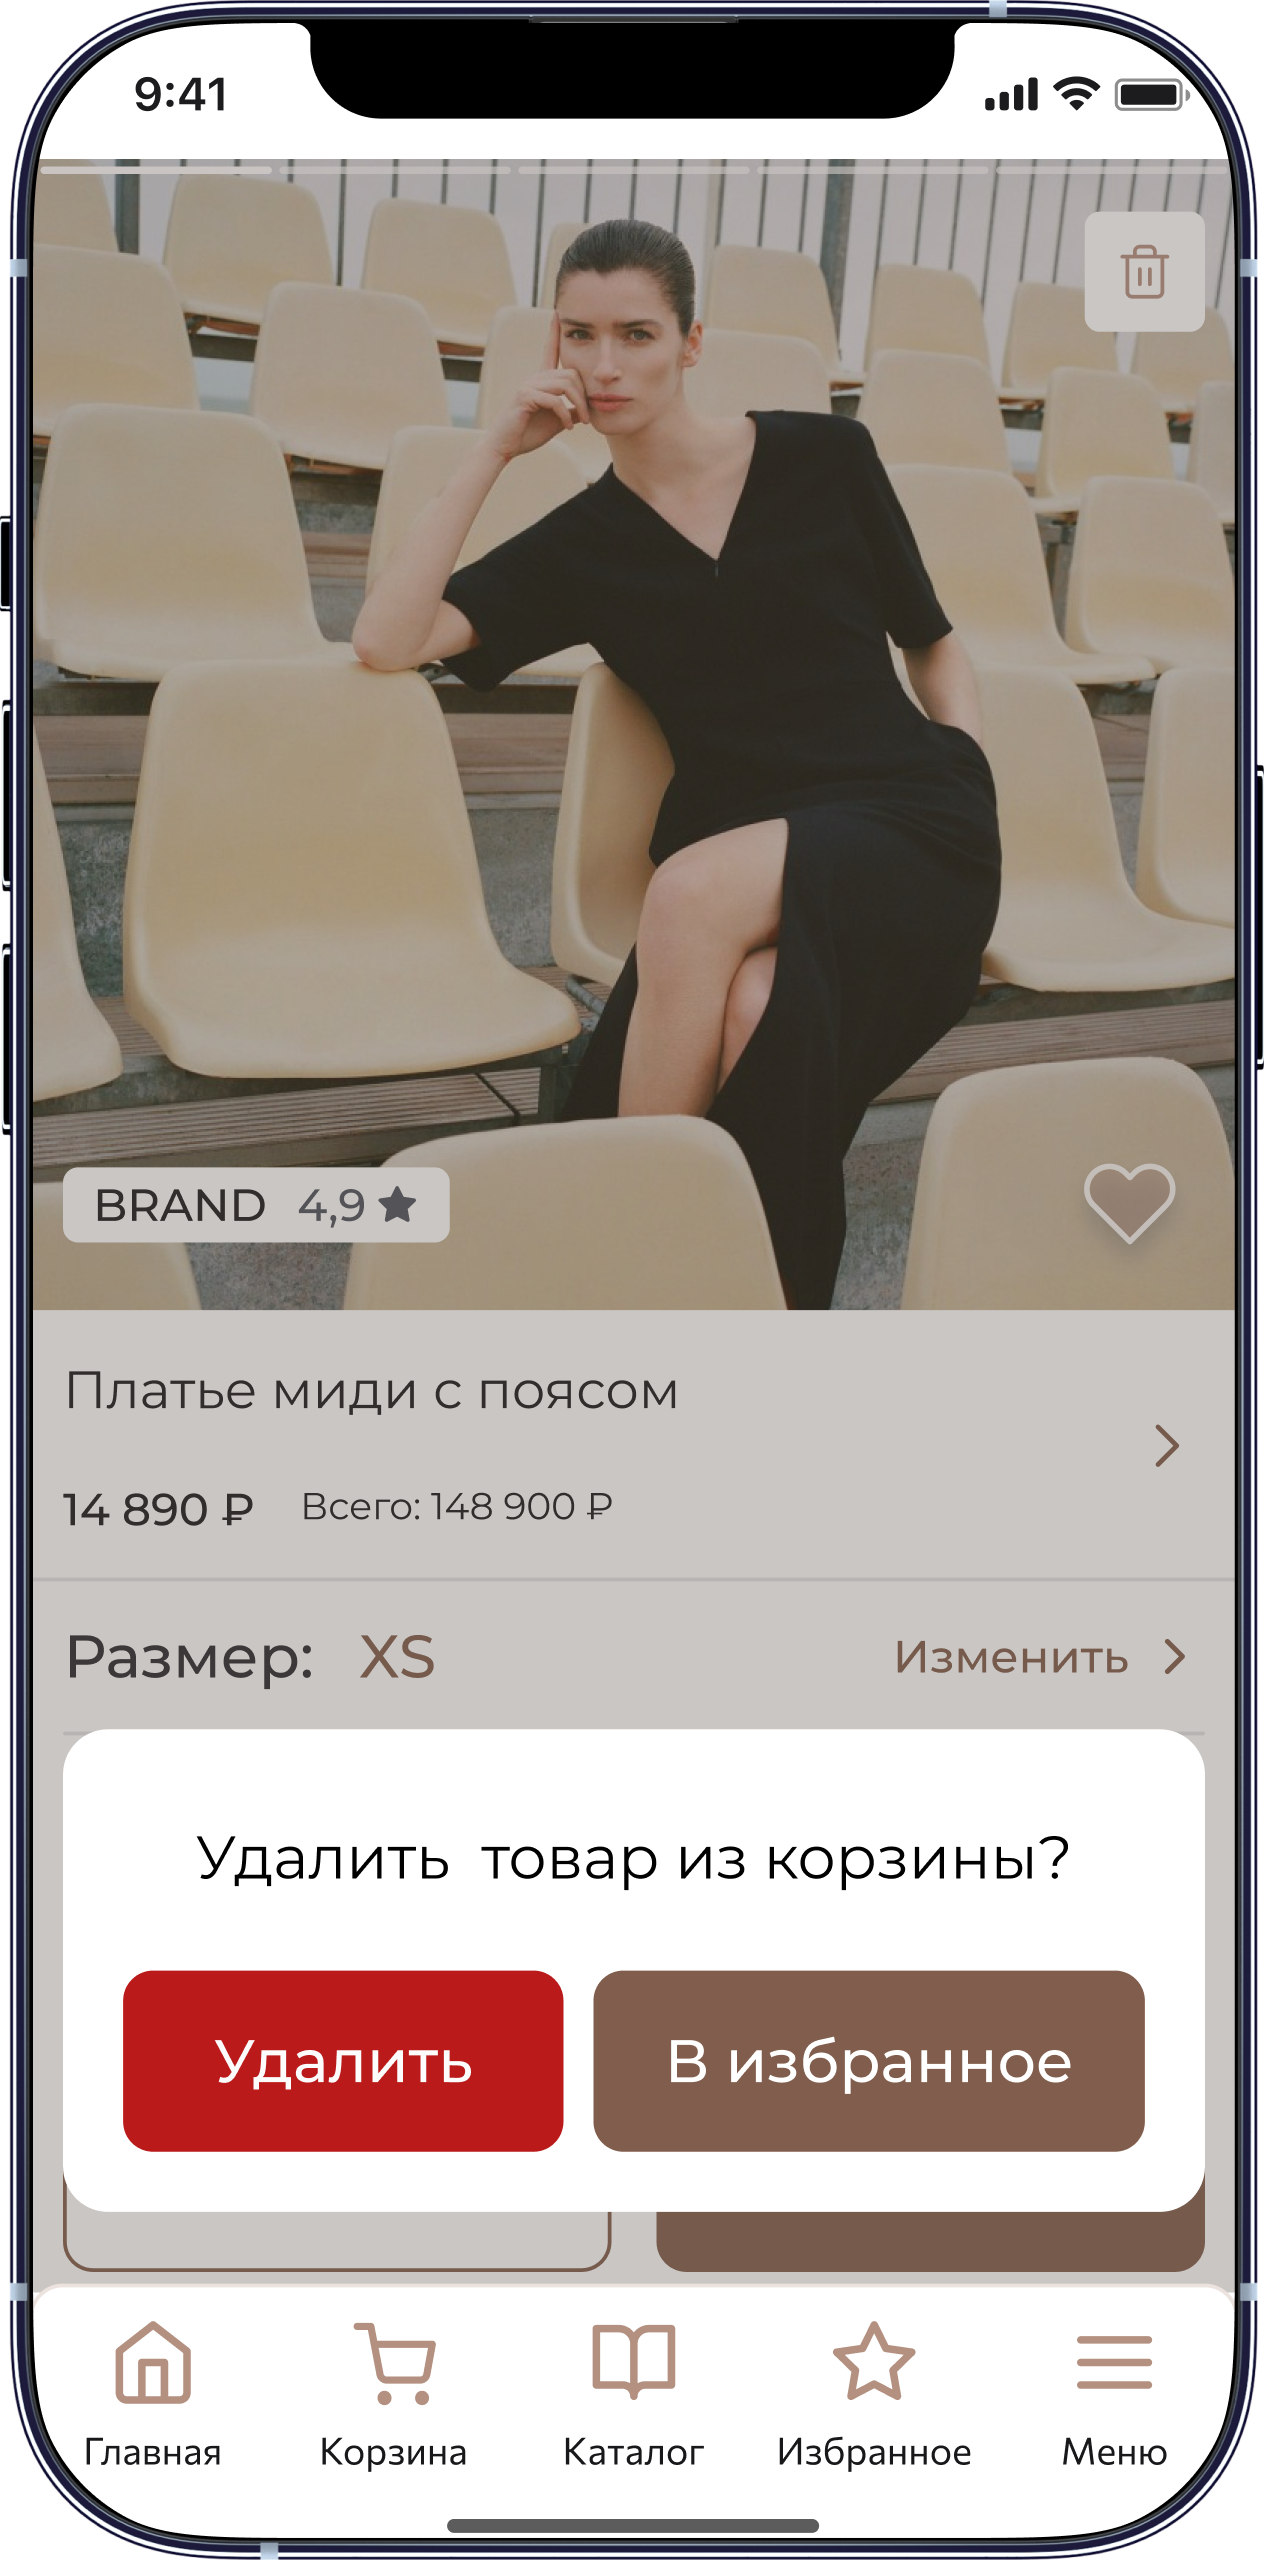 9:41
BRAND 4,9
Платье миди с поясом
14 890 ₽ Всего: 148 900 ₽
Размер: XS Изменить
Удалить товар из корзины?
Удалить В избранное
Главная Корзина Каталог Избранное Меню